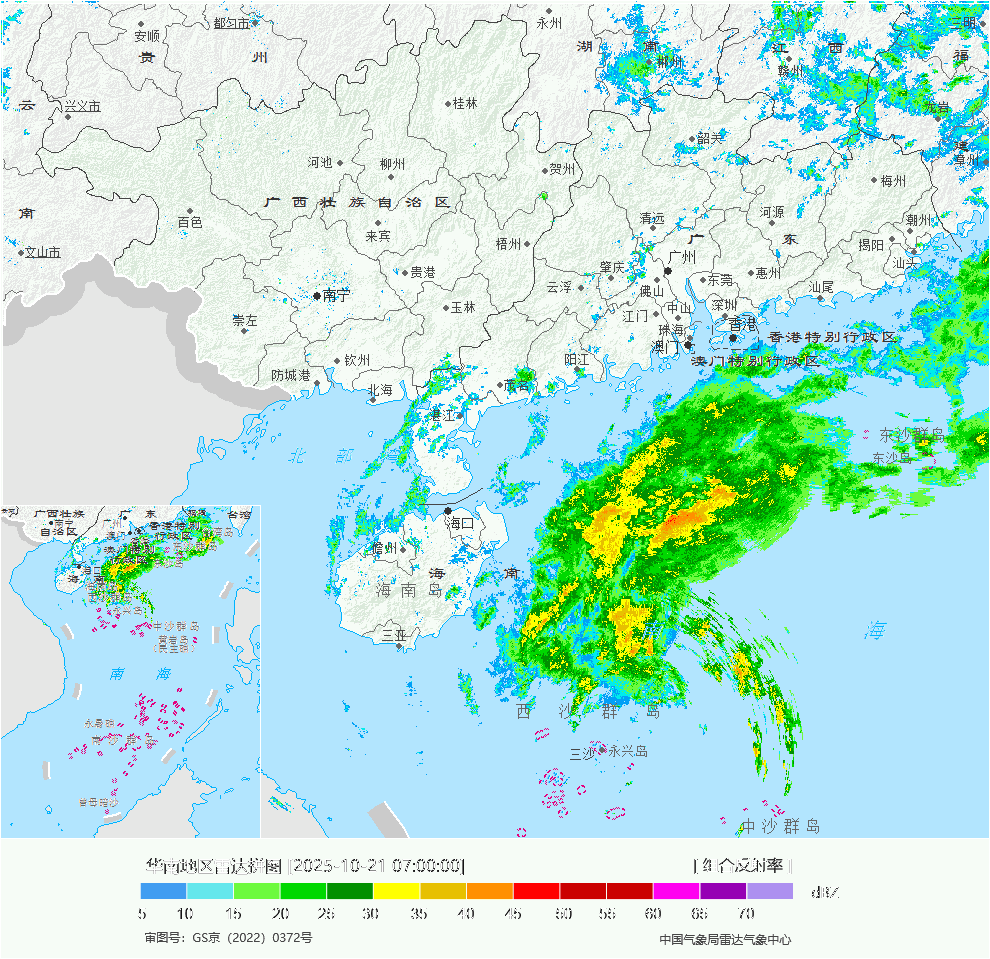 永州
安顺
都匀市
三明
贵 州
湖 南
江 西
福
郴州
赣州
云
兴义市
桂林
龙岩
韶关
建
河池
柳州
贺州
漳州
梅州
广 西 壮 族 自 治 区
南
百色
来宾
清远
河源
潮州
梧州
广 东
揭阳
文山市
广州
汕头
贵港
肇庆
东莞
惠州
云浮
佛山
汕尾
南宁
玉林
中山
深圳
崇左
江门
珠海
香港
香港特别行政区
澳门
澳门特别行政区
钦州
阳江
防城港
北海
茂名
湛江
东沙群岛
东沙岛
北 部 湾
海口
儋州
海 南
海 南 岛
三亚
海
西 沙 群 岛
三沙
永兴岛
中沙群岛
广西壮族
自治区
南宁
广 东
广州
香港特别
行政区
澳门特别
行政区
台湾
海口
海 南
永兴岛
中沙群岛
黄岩岛
(民主礁)
南 海
永暑礁
南 沙 群 岛
曾母暗沙
华南地区雷达拼图 [2025-10-21 07:00:00]
[组合反射率]
5 10 15 20 25 30 35 40 45 50 55 60 65 70
dBZ
审图号：GS京（2022）0372号
中国气象局雷达气象中心